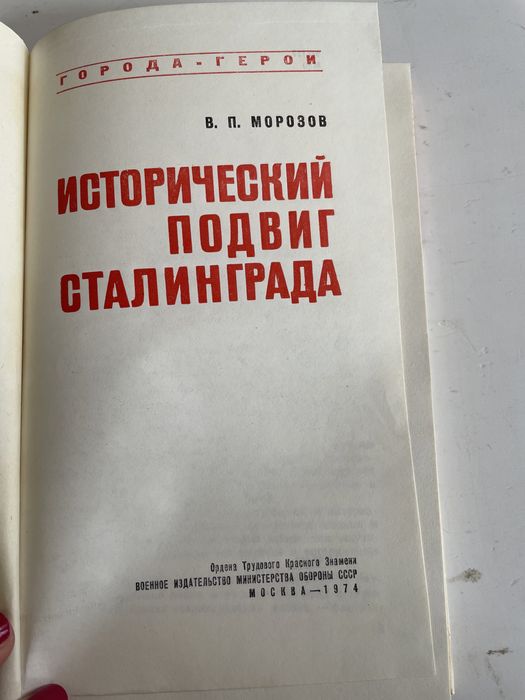 ГОРОДА-ГЕРОИ
В. П. МОРОЗОВ
ИСТОРИЧЕСКИЙ
ПОДВИГ
СТАЛИНГРАДА
Ордена Трудового Красного Знамени
ВОЕННОЕ ИЗДАТЕЛЬСТВО МИНИСТЕРСТВА ОБОРОНЫ СССР
МОСКВА—1974